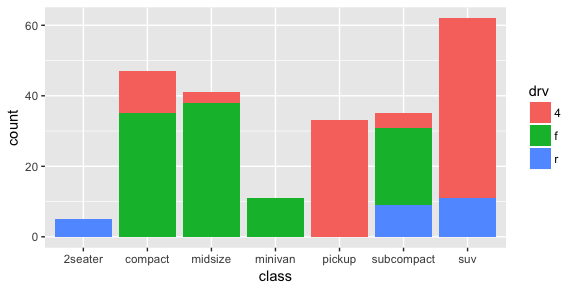 60
40
20
0
count
2seater compact midsize minivan pickup subcompact suv
class
drv
4
f
r